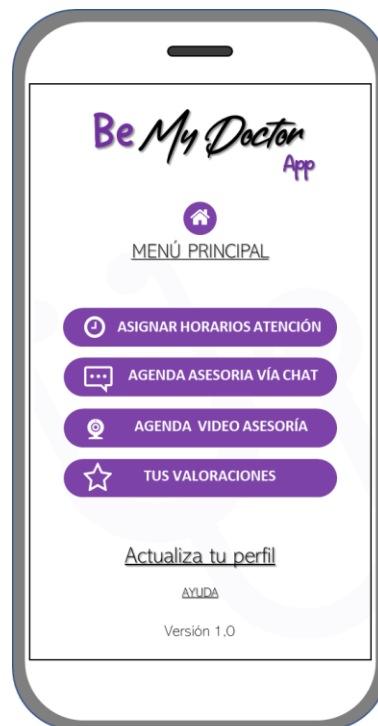 Be My Doctor
App
MENÚ PRINCIPAL
ASIGNAR HORARIOS ATENCIÓN
AGENDA ASESORIA VÍA CHAT
AGENDA VIDEO ASESORÍA
TUS VALORACIONES
Actualiza tu perfil
AYUDA
Versión 1.0